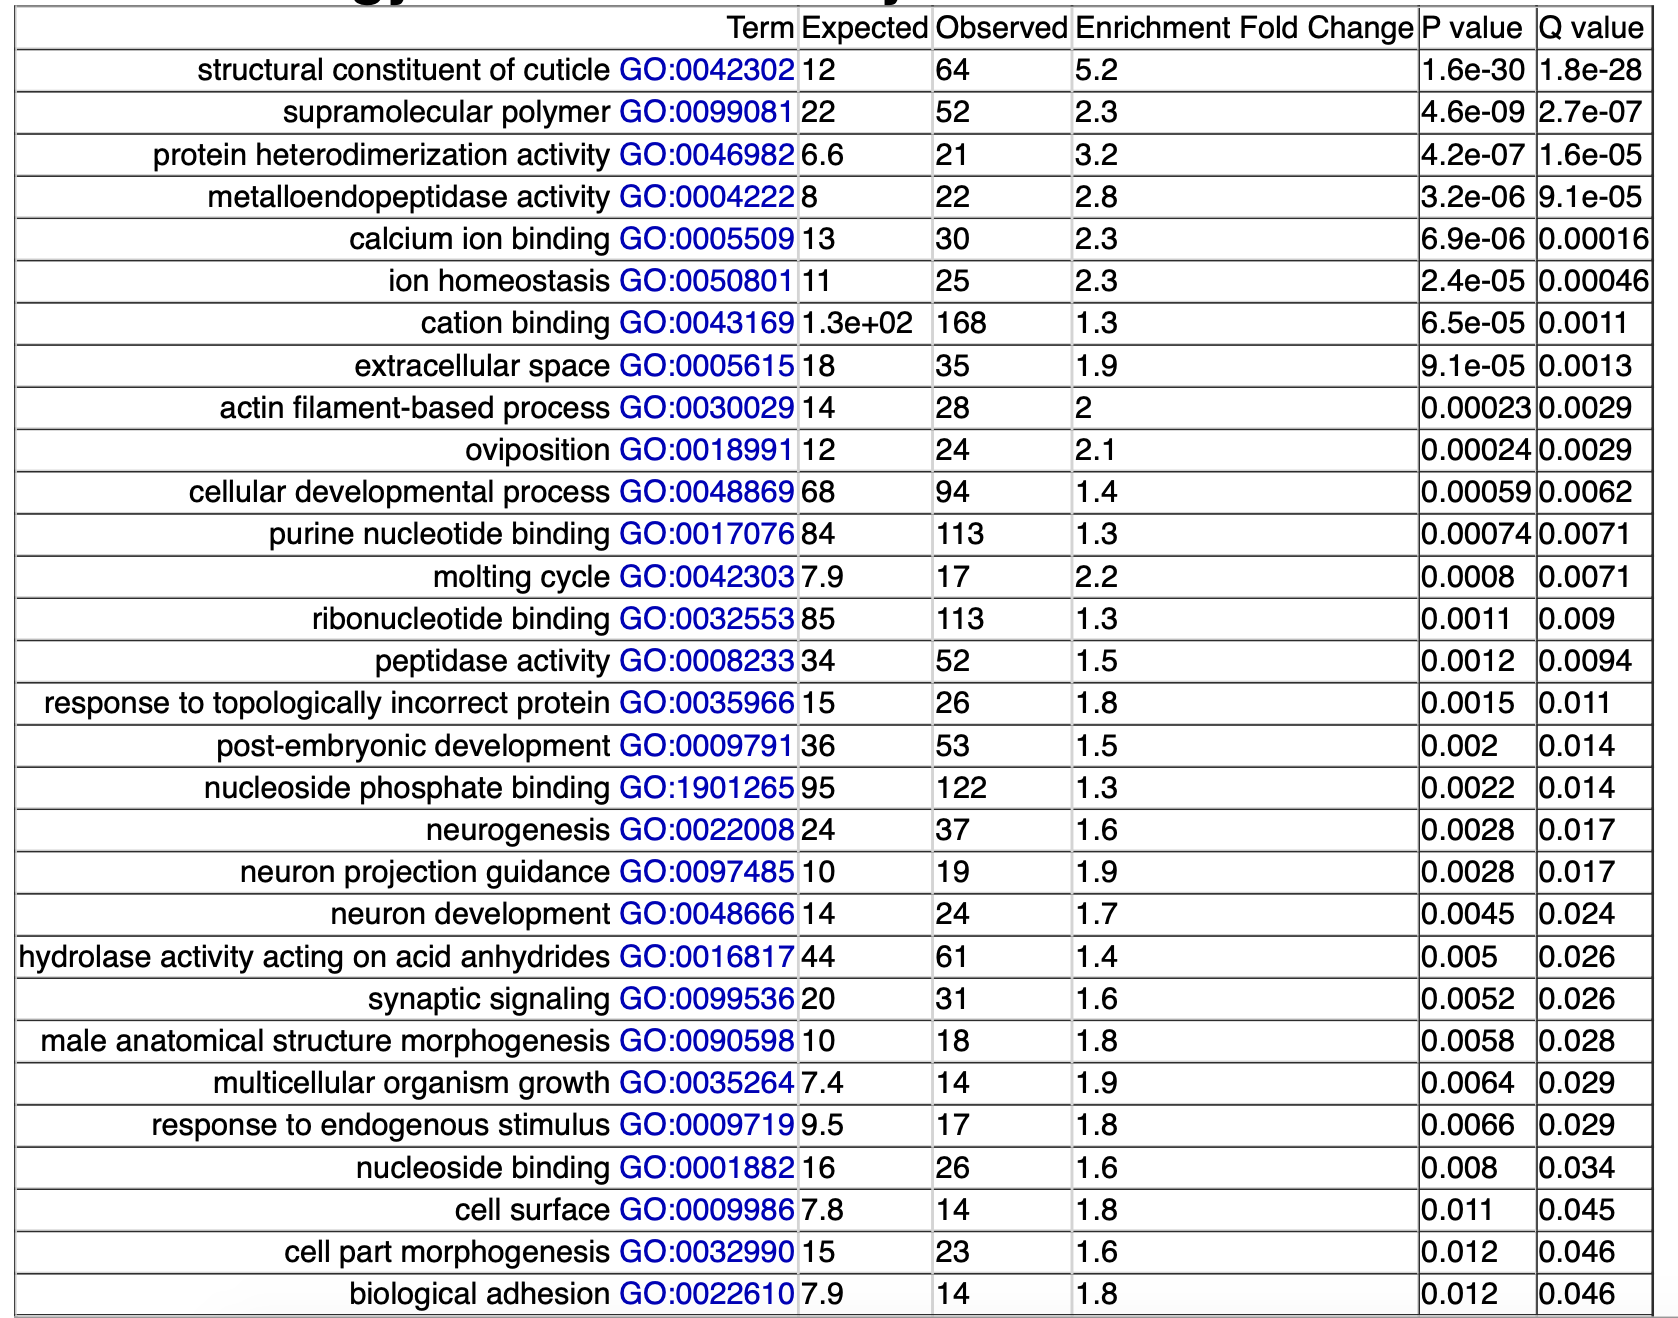 Term Expected Observed Enrichment Fold Change P value Q value
structural constituent of cuticle GO:0042302 12 64 5.2 1.6e-30 1.8e-28
supramolecular polymer GO:0099081 22 52 2.3 4.6e-09 2.7e-07
protein heterodimerization activity GO:0046982 6.6 21 3.2 4.2e-07 1.6e-05
metalloendopeptidase activity GO:0004222 8 22 2.8 3.2e-06 9.1e-05
calcium ion binding GO:0005509 13 30 2.3 6.9e-06 0.00016
ion homeostasis GO:0050801 11 25 2.3 2.4e-05 0.00046
cation binding GO:0043169 1.3e+02 168 1.3 6.5e-05 0.0011
extracellular space GO:0005615 18 35 1.9 9.1e-05 0.0013
actin filament-based process GO:0030029 14 28 2 0.00023 0.0029
oviposition GO:0018991 12 24 2.1 0.00024 0.0029
cellular developmental process GO:0048869 68 94 1.4 0.00059 0.0062
purine nucleotide binding GO:0017076 84 113 1.3 0.00074 0.0071
molting cycle GO:0042303 7.9 17 2.2 0.0008 0.0071
ribonucleotide binding GO:0032553 85 113 1.3 0.0011 0.009
peptidase activity GO:0008233 34 52 1.5 0.0012 0.0094
response to topologically incorrect protein GO:0035966 15 26 1.8 0.0015 0.011
post-embryonic development GO:0009791 36 53 1.5 0.002 0.014
nucleoside phosphate binding GO:1901265 95 122 1.3 0.0022 0.014
neurogenesis GO:0022008 24 37 1.6 0.0028 0.017
neuron projection guidance GO:0097485 10 19 1.9 0.0028 0.017
neuron development GO:0048666 14 24 1.7 0.0045 0.024
hydrolase activity acting on acid anhydrides GO:0016817 44 61 1.4 0.005 0.026
synaptic signaling GO:0099536 20 31 1.6 0.0052 0.026
male anatomical structure morphogenesis GO:0090598 10 18 1.8 0.0058 0.028
multicellular organism growth GO:0035264 7.4 14 1.9 0.0064 0.029
response to endogenous stimulus GO:0009719 9.5 17 1.8 0.0066 0.029
nucleoside binding GO:0001882 16 26 1.6 0.008 0.034
cell surface GO:0009986 7.8 14 1.8 0.011 0.045
cell part morphogenesis GO:0032990 15 23 1.6 0.012 0.046
biological adhesion GO:0022610 7.9 14 1.8 0.012 0.046